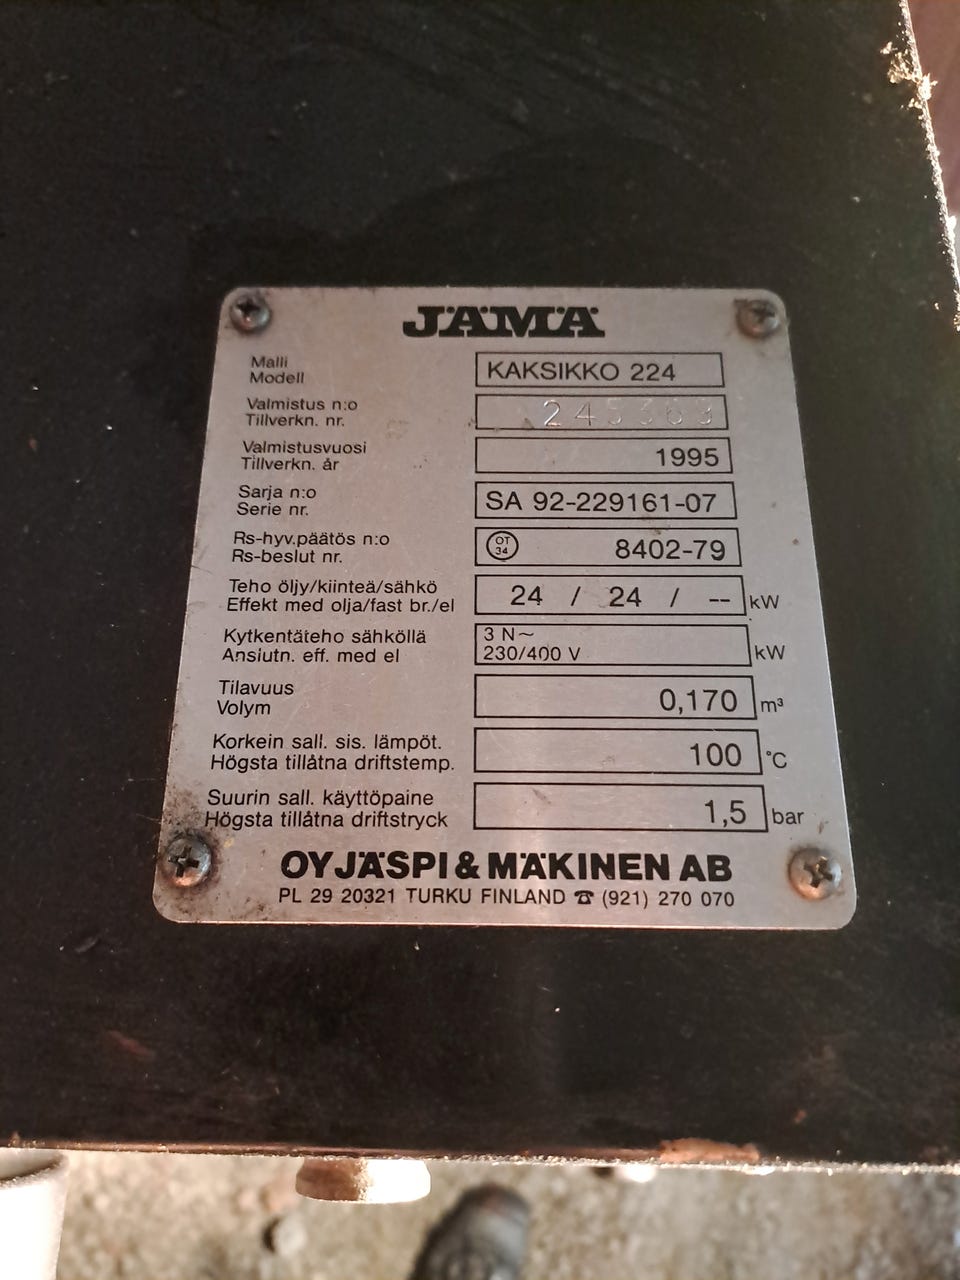 JÄMÄ
Malli
Modell
KAKSIKKO 224
Valmistus n:o
Tillverkn. nr.
245363
Valmistusvuosi
Tillverkn. år
1995
Sarja n:o
Serie nr.
SA 92-229161-07
Rs-hyv.päätös n:o
Rs-beslut nr.
OT
34
8402-79
Teho öljy/kiinteä/sähkö
Effekt med olja/fast br./el
24 / 24 / -- kW
Kytkentäteho sähköllä
Anslutn. eff. med el
3 N~
230/400 V
kW
Tilavuus
Volym
0,170 m³
Korkein sall. sis. lämpöt.
Högsta tillåtna driftstemp.
100 °C
Suurin sall. käyttöpaine
Högsta tillåtna driftstryck
1,5 bar
OY JÄSPI & MÄKINEN AB
PL 29 20321 TURKU FINLAND ☎ (921) 270 070